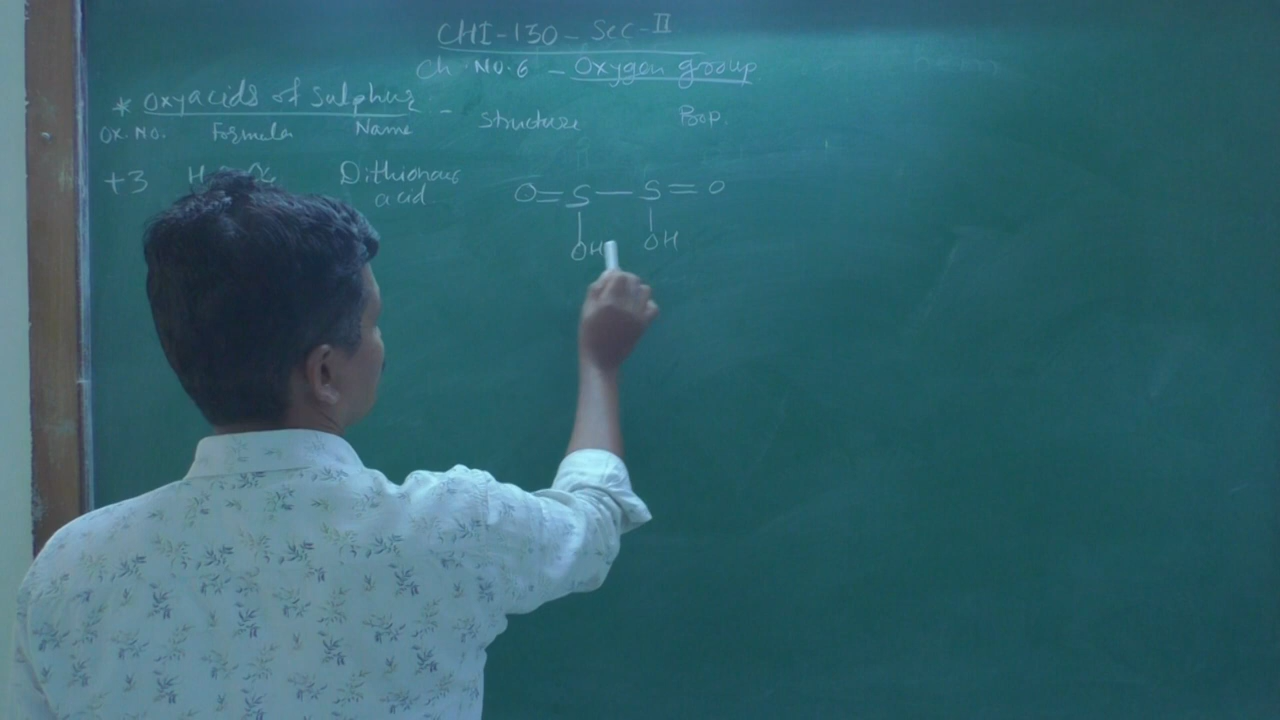 CHI-130 - Sec-II
Ch. No. 6 - Oxygen group
* Oxyacids of Sulphur -
Ox. No. Formula Name Structure Prop.
+3 Dithionous acid
O=S—S=O
OH OH